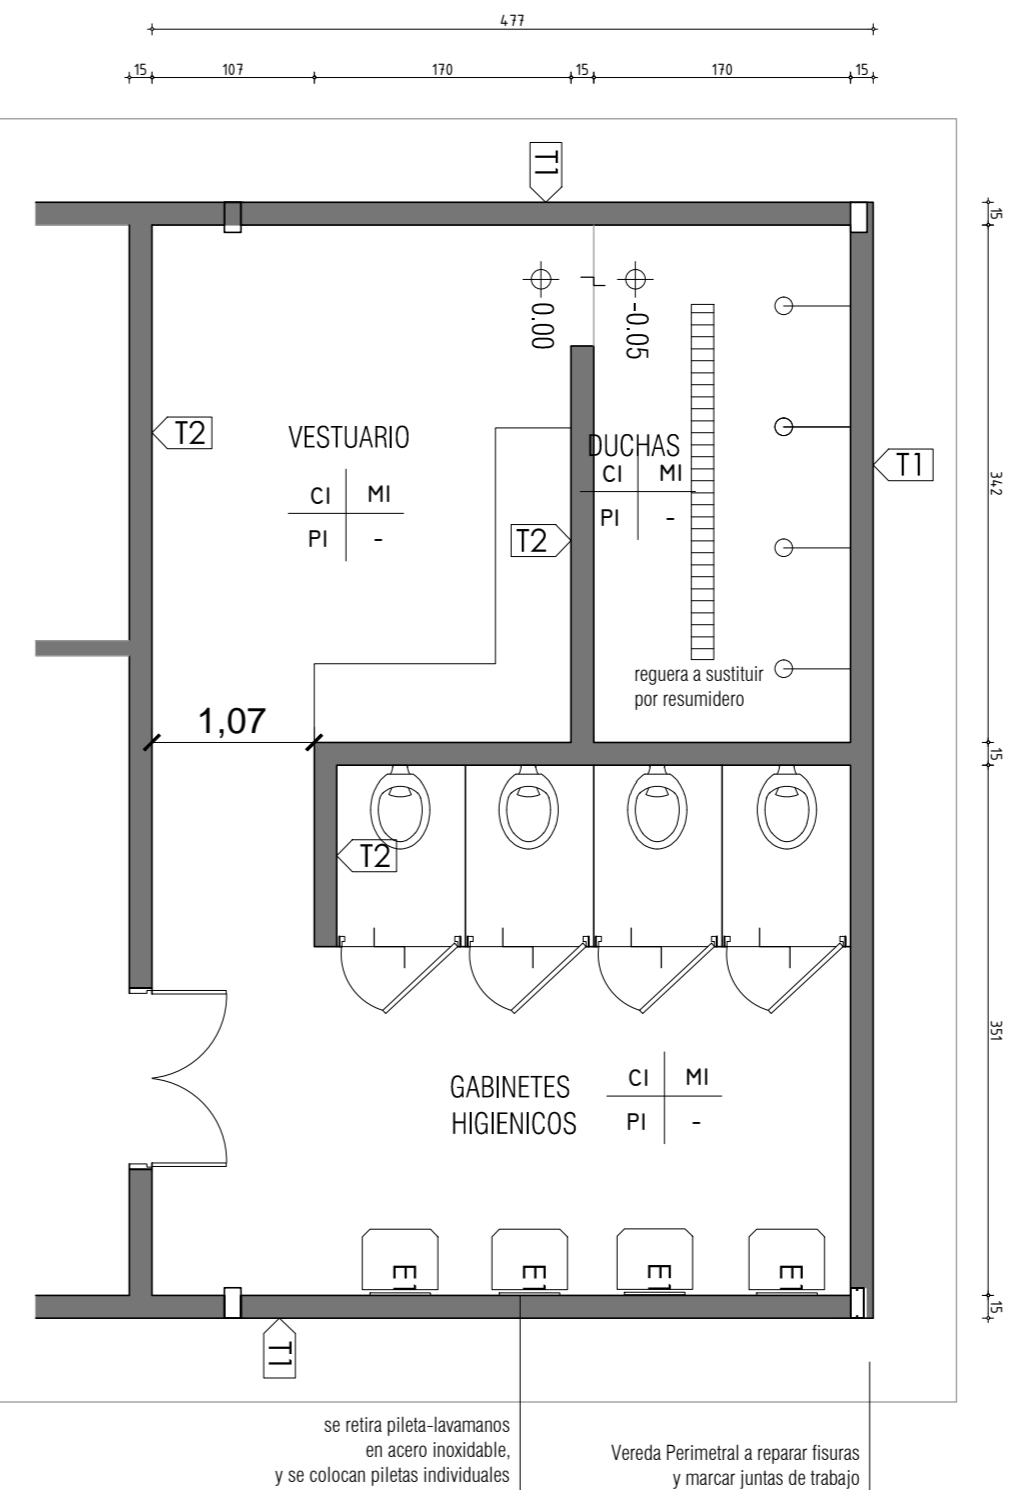 477
15 107 170 15 170 15
T1
15
0.00 -0.05
T2
VESTUARIO
CI MI
PI -
DUCHAS
CI MI
PI -
T1
342
T2
reguera a sustituir
por resumidero
1,07
15
T2
GABINETES
HIGIENICOS
CI MI
PI -
351
E1 E1 E1 E1
15
T1
se retira pileta-lavamanos
en acero inoxidable,
y se colocan piletas individuales
Vereda Perimetral a reparar fisuras
y marcar juntas de trabajo